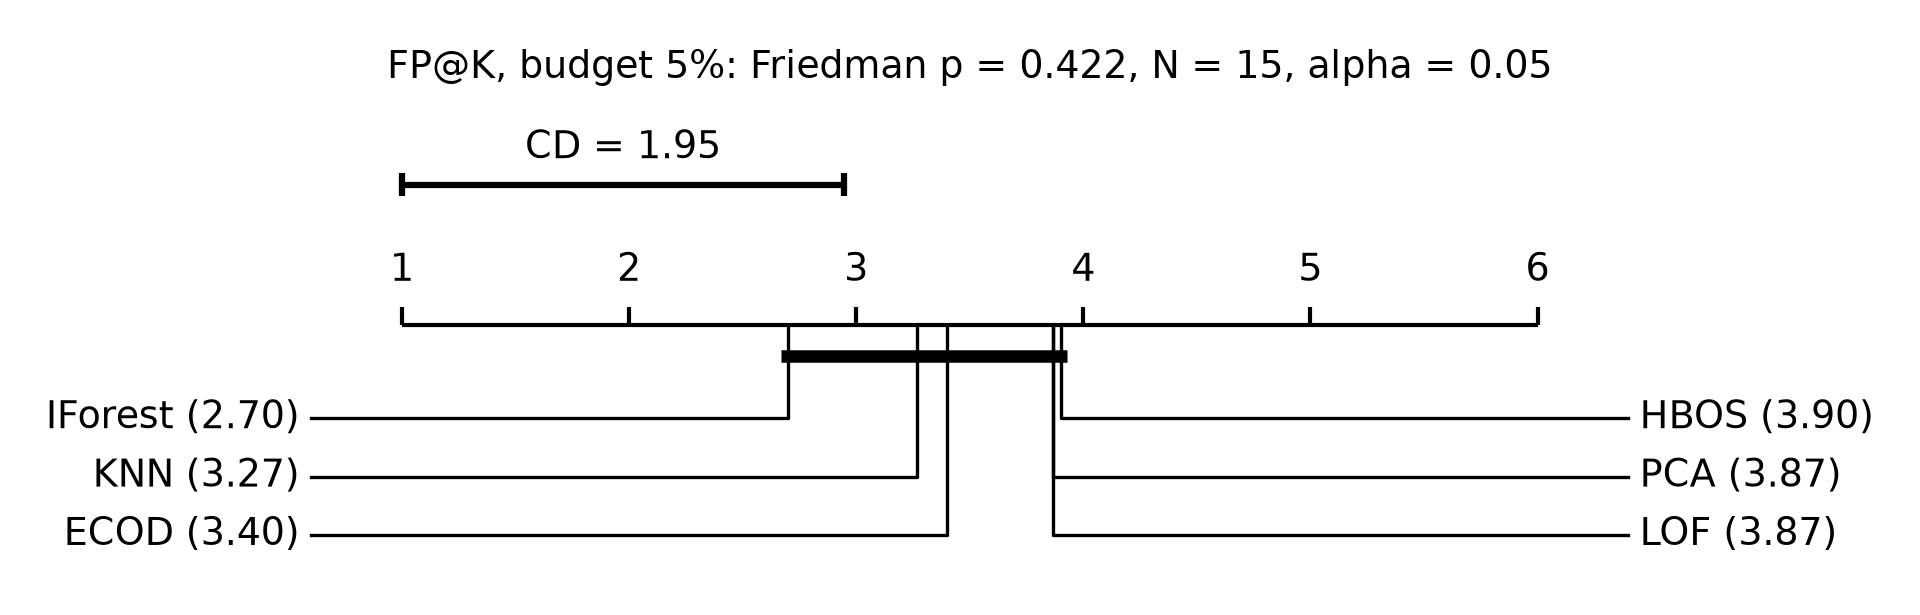 FP@K, budget 5%: Friedman p = 0.422, N = 15, alpha = 0.05
CD = 1.95
1 2 3 4 5 6
IForest (2.70) HBOS (3.90)
KNN (3.27) PCA (3.87)
ECOD (3.40) LOF (3.87)